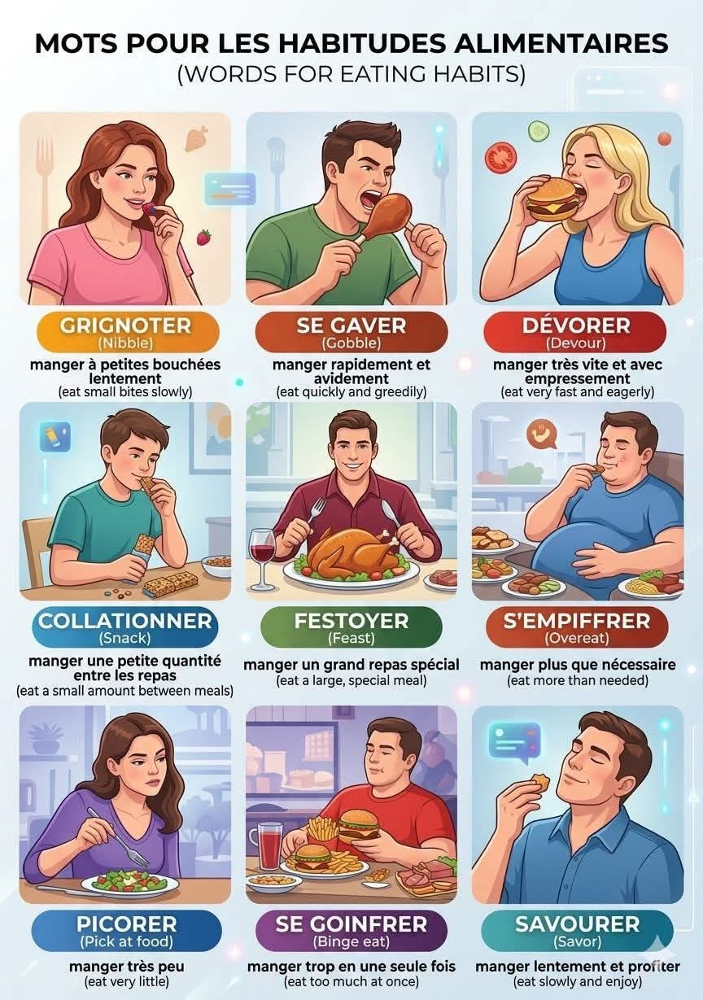 MOTS POUR LES HABITUDES ALIMENTAIRES
(WORDS FOR EATING HABITS)
GRIGNOTER
(Nibble)
manger à petites bouchées
lentement
(eat small bites slowly)
SE GAVER
(Gobble)
manger rapidement et
avidement
(eat quickly and greedily)
DÉVORER
(Devour)
manger très vite et avec
empressement
(eat very fast and eagerly)
COLLATIONNER
(Snack)
manger une petite quantité
entre les repas
(eat a small amount between meals)
FESTOYER
(Feast)
manger un grand repas spécial
(eat a large, special meal)
S'EMPIFFRER
(Overeat)
manger plus que nécessaire
(eat more than needed)
PICORER
(Pick at food)
manger très peu
(eat very little)
SE GOINFRER
(Binge eat)
manger trop en une seule fois
(eat too much at once)
SAVOURER
(Savor)
manger lentement et profiter
(eat slowly and enjoy)